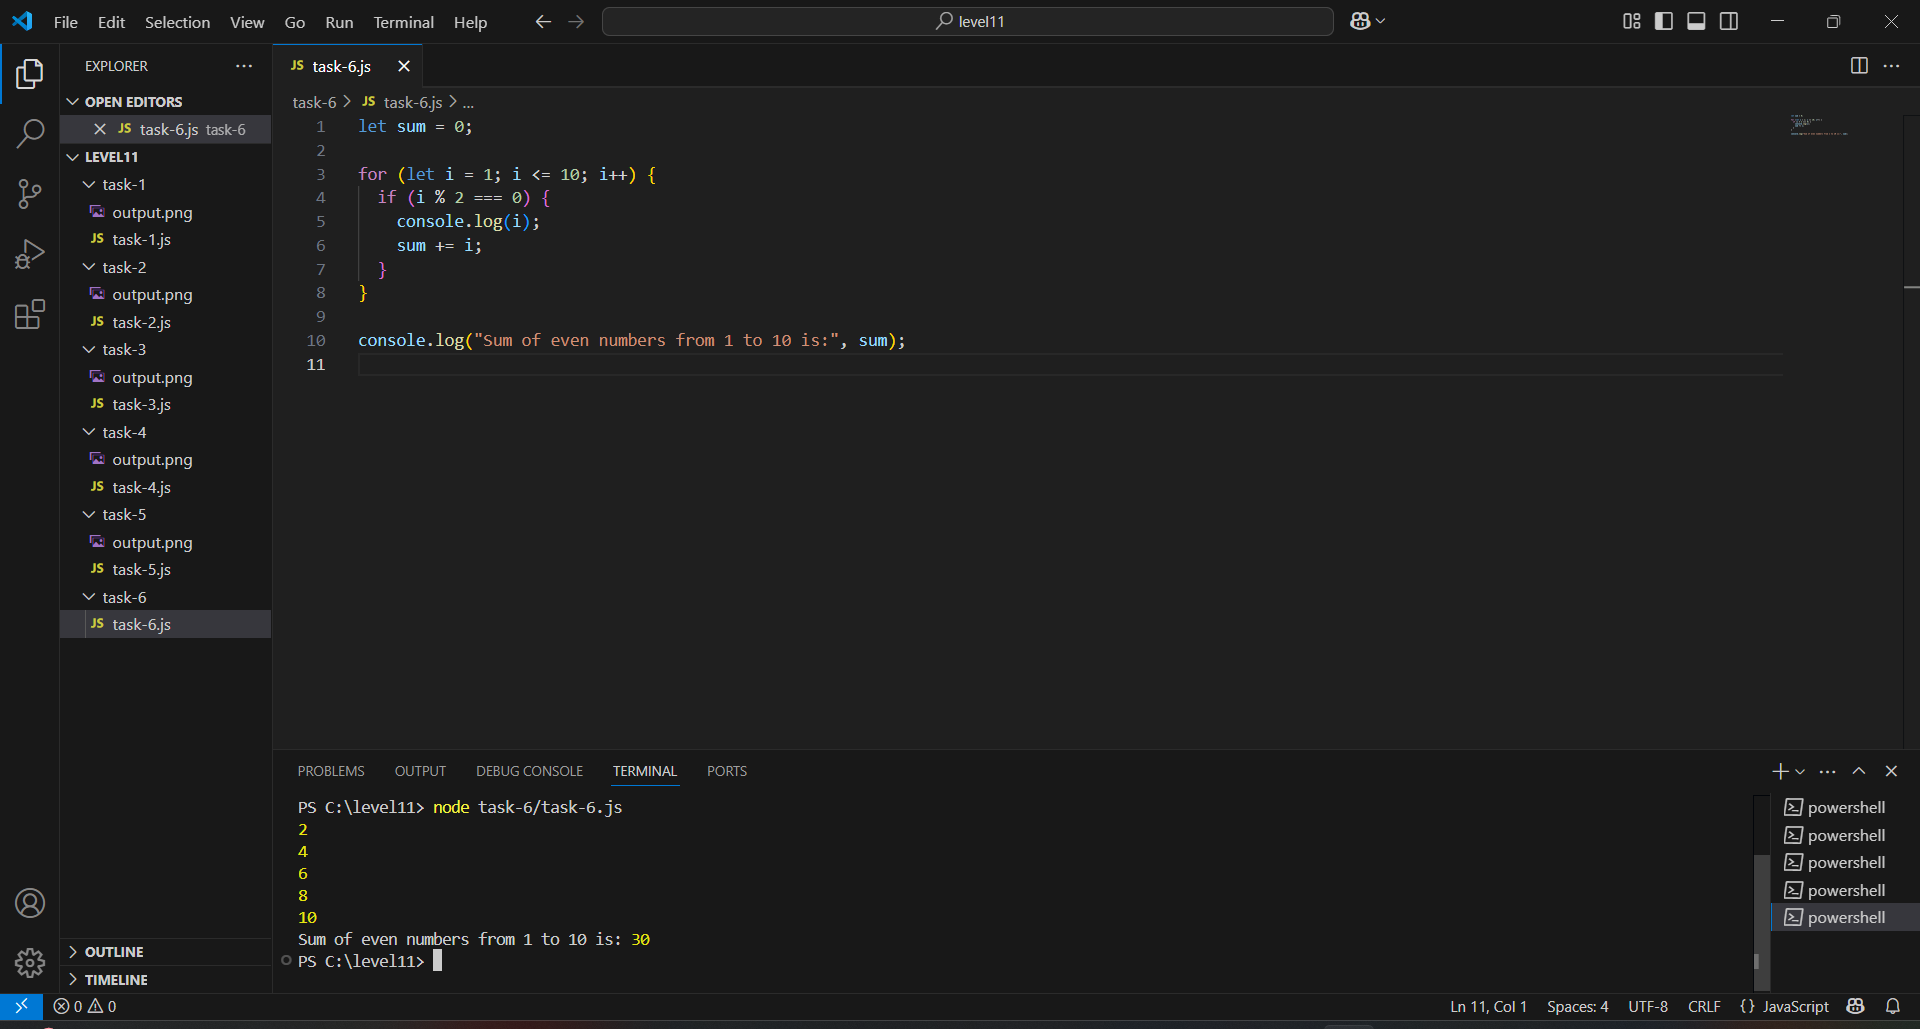 File Edit Selection View Go Run Terminal Help
level11
EXPLORER
OPEN EDITORS
JS task-6.js task-6
LEVEL11
task-1
output.png
JS task-1.js
task-2
output.png
JS task-2.js
task-3
output.png
JS task-3.js
task-4
output.png
JS task-4.js
task-5
output.png
JS task-5.js
task-6
JS task-6.js
OUTLINE
TIMELINE
JS task-6.js
task-6 > JS task-6.js > ...
1 let sum = 0;
2
3 for (let i = 1; i <= 10; i++) {
4 if (i % 2 === 0) {
5 console.log(i);
6 sum += i;
7 }
8 }
9
10 console.log("Sum of even numbers from 1 to 10 is:", sum);
11
PROBLEMS OUTPUT DEBUG CONSOLE TERMINAL PORTS
PS C:\level11> node task-6/task-6.js
2
4
6
8
10
Sum of even numbers from 1 to 10 is: 30
PS C:\level11>
powershell
powershell
powershell
powershell
powershell
0 0
Ln 11, Col 1 Spaces: 4 UTF-8 CRLF {} JavaScript